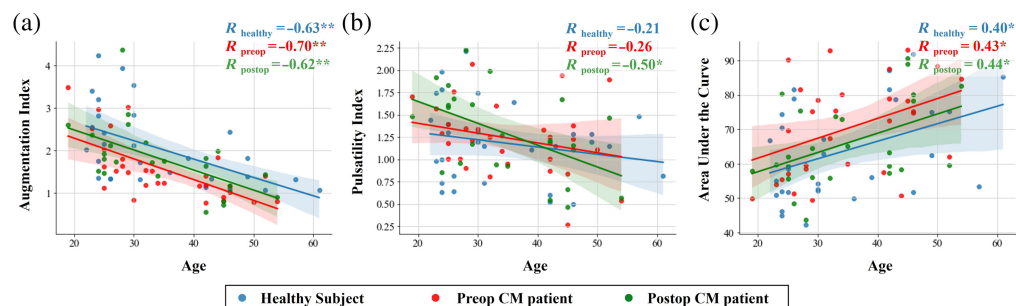 (a)
R healthy =-0.63**
R preop =-0.70**
R postop =-0.62**
Augmentation Index
4
3
2
1
20
30
40
50
60
Age
(b)
R healthy =-0.21
R preop =-0.26
R postop =-0.50*
Pulsatility Index
2.25
2.00
1.75
1.50
1.25
1.00
0.75
0.50
0.25
20
30
40
50
60
Age
(c)
R healthy = 0.40*
R preop = 0.43*
R postop = 0.44*
Area Under the Curve
90
80
70
60
50
40
20
30
40
50
60
Age
Healthy Subject
Preop CM patient
Postop CM patient